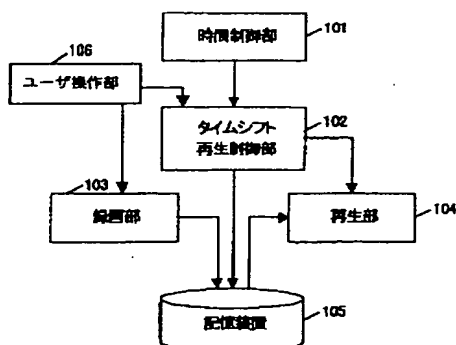 時間制御部
101
106
ユーザ操作部
タイムシフト
再生制御部
102
103
録画部
再生部
104
記憶装置
105